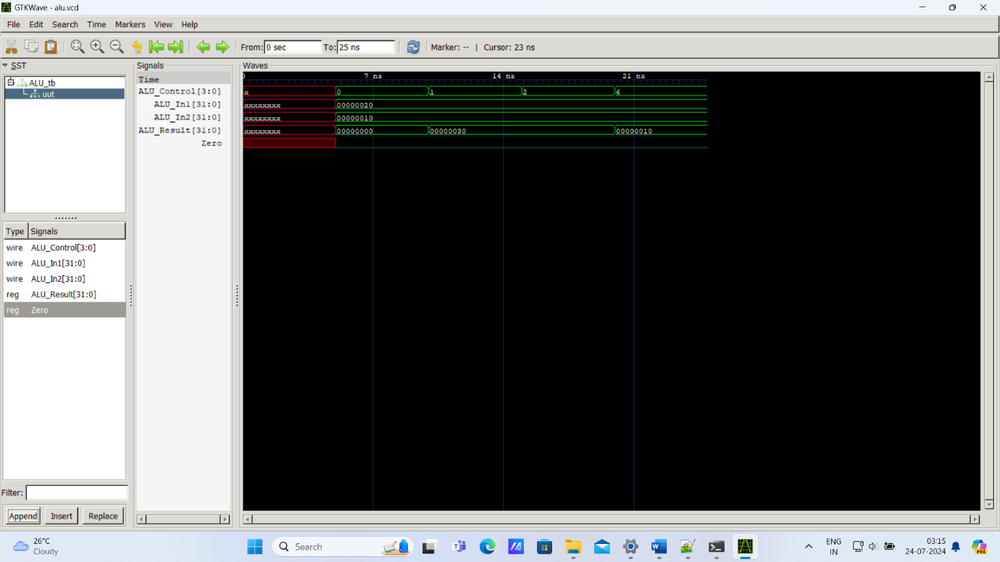 GTKWave - alu.vcd
File Edit Search Time Markers View Help
From: 0 sec To: 25 ns Marker: -- | Cursor: 23 ns
SST
ALU_tb
uut
Type Signals
wire ALU_Control[3:0]
wire ALU_In1[31:0]
wire ALU_In2[31:0]
reg ALU_Result[31:0]
reg Zero
Filter:
Append Insert Replace
Signals
Time
ALU_Control[3:0]
ALU_In1[31:0]
ALU_In2[31:0]
ALU_Result[31:0]
Zero
Waves
7 ns 14 ns 21 ns
x 0 1 2 6
xxxxxxxx 00000020
xxxxxxxx 00000010
xxxxxxxx 00000000 00000030 00000010
26°C
Cloudy
Search
ENG
IN
03:15
24-07-2024
PRE